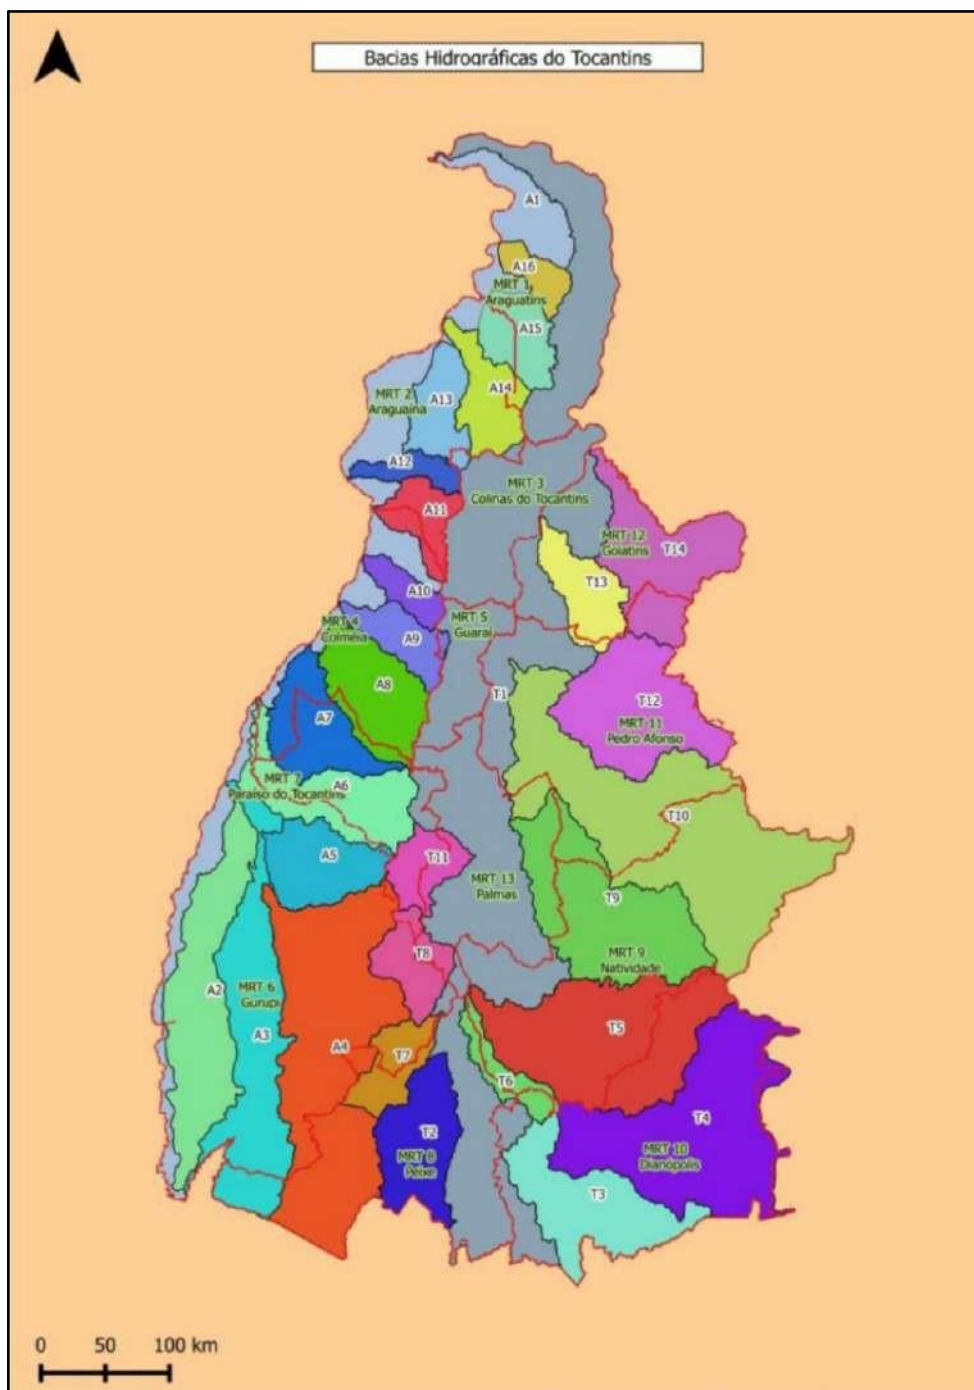 Bacias Hidrográficas do Tocantins
A1
A16
MRT 1
Araguatins
A15
A14
MRT 2
Araguaína
A13
A12
MRT 3
Colinas do Tocantins
A11
MRT 12
Goiatins
T14
T13
A10
MRT 4
Colméia
A9
MRT 5
Guaraí
A8
T1
T12
A7
MRT 11
Pedro Afonso
MRT 7
Paraíso do Tocantins
A6
T10
A5
T11
MRT 13
Palmas
T9
T8
MRT 9
Natividade
A2
MRT 6
Gurupi
A3
A4
T5
T7
T6
T4
T2
MRT 8
Peixe
MRT 10
Dianópolis
T3
0 50 100 km